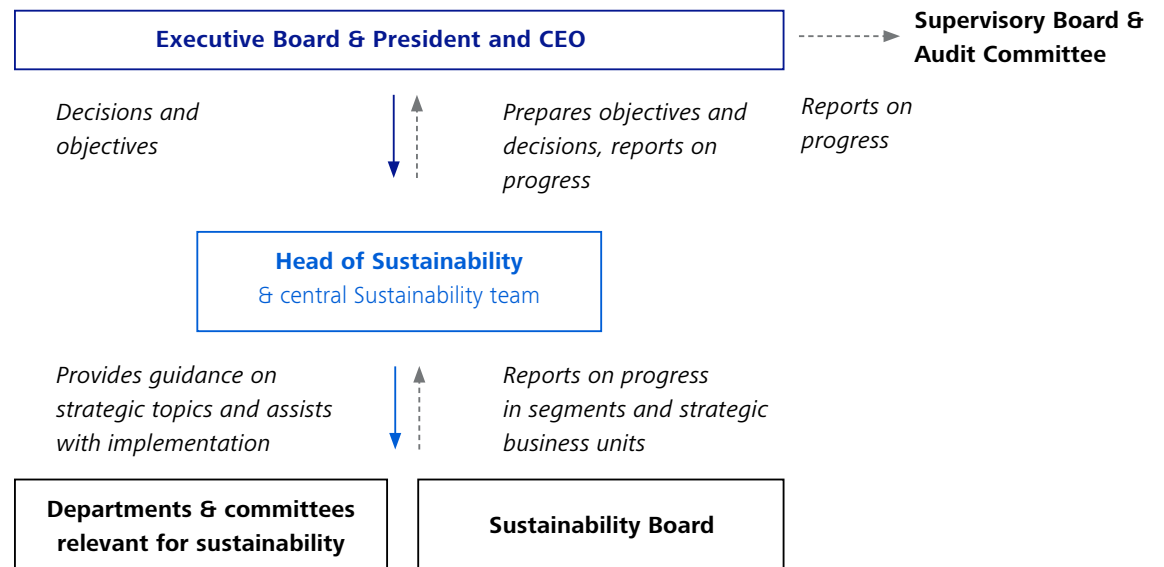 Executive Board & President and CEO
Supervisory Board &
Audit Committee
Decisions and
objectives
Prepares objectives and
decisions, reports on
progress
Reports on
progress
Head of Sustainability
& central Sustainability team
Provides guidance on
strategic topics and assists
with implementation
Reports on progress
in segments and strategic
business units
Departments & committees
relevant for sustainability
Sustainability Board